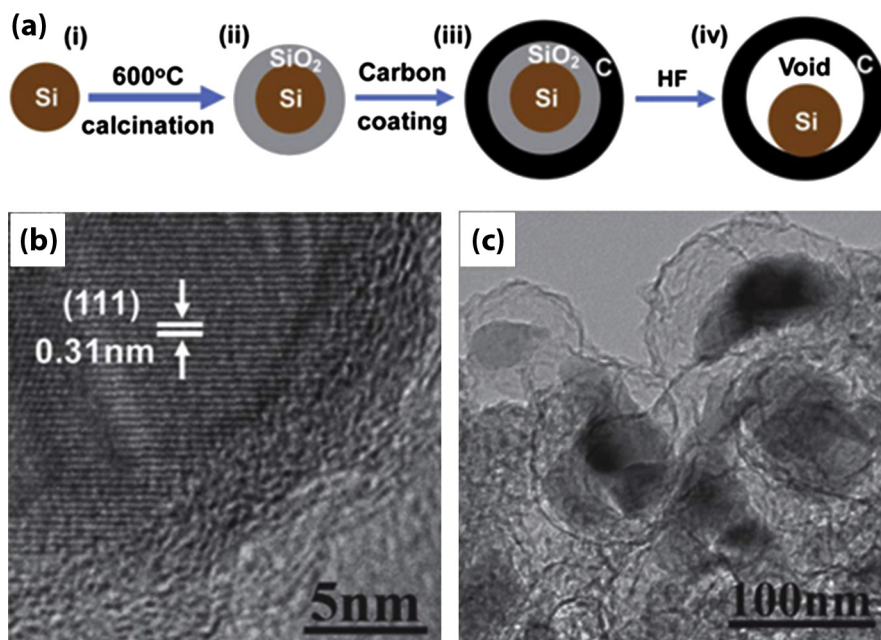 (a)
(i)
(ii)
(iii)
(iv)
Si
600°C
calcination
SiO₂
Si
Carbon
coating
SiO₂
C
Si
HF
Void
C
Si
(b)
(111)
0.31nm
5nm
(c)
100nm